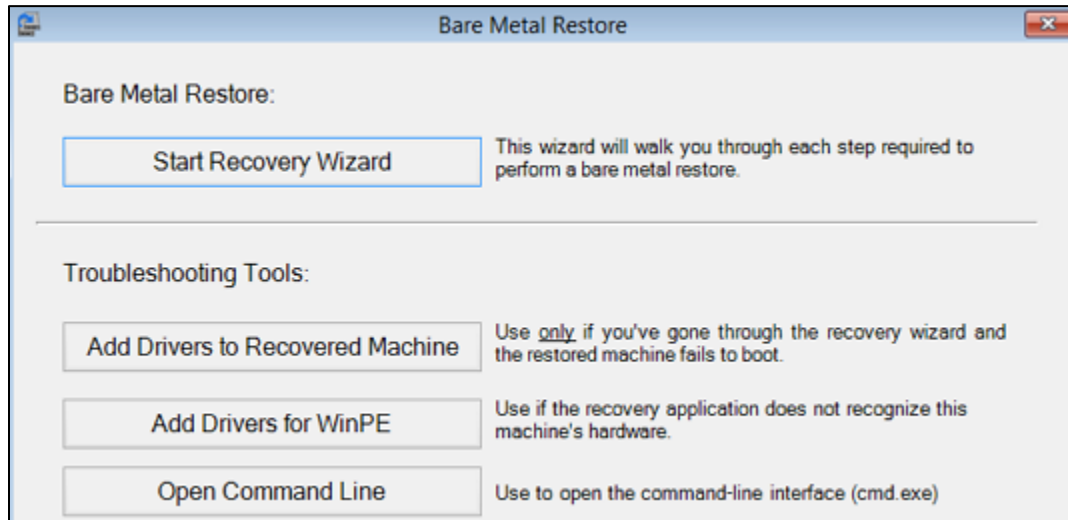 Bare Metal Restore
Bare Metal Restore:
Start Recovery Wizard
This wizard will walk you through each step required to
perform a bare metal restore.
Troubleshooting Tools:
Add Drivers to Recovered Machine
Use only if you've gone through the recovery wizard and
the restored machine fails to boot.
Add Drivers for WinPE
Use if the recovery application does not recognize this
machine's hardware.
Open Command Line
Use to open the command-line interface (cmd.exe)